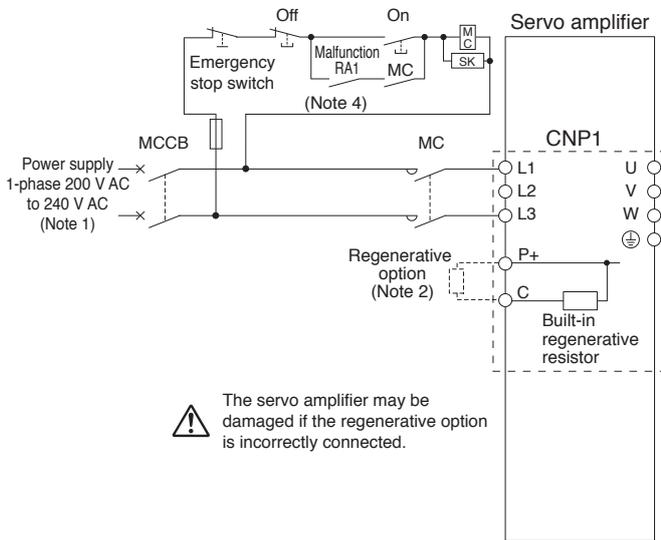 Off
On
Servo amplifier
Emergency
stop switch
Malfunction
RA1
MC
M
C
SK
(Note 4)
MCCB
MC
CNP1
Power supply
1-phase 200 V AC
to 240 V AC
(Note 1)
L1
L2
L3
U
V
W
Regenerative
option
(Note 2)
P+
C
Built-in
regenerative
resistor
The servo amplifier may be
damaged if the regenerative option
is incorrectly connected.